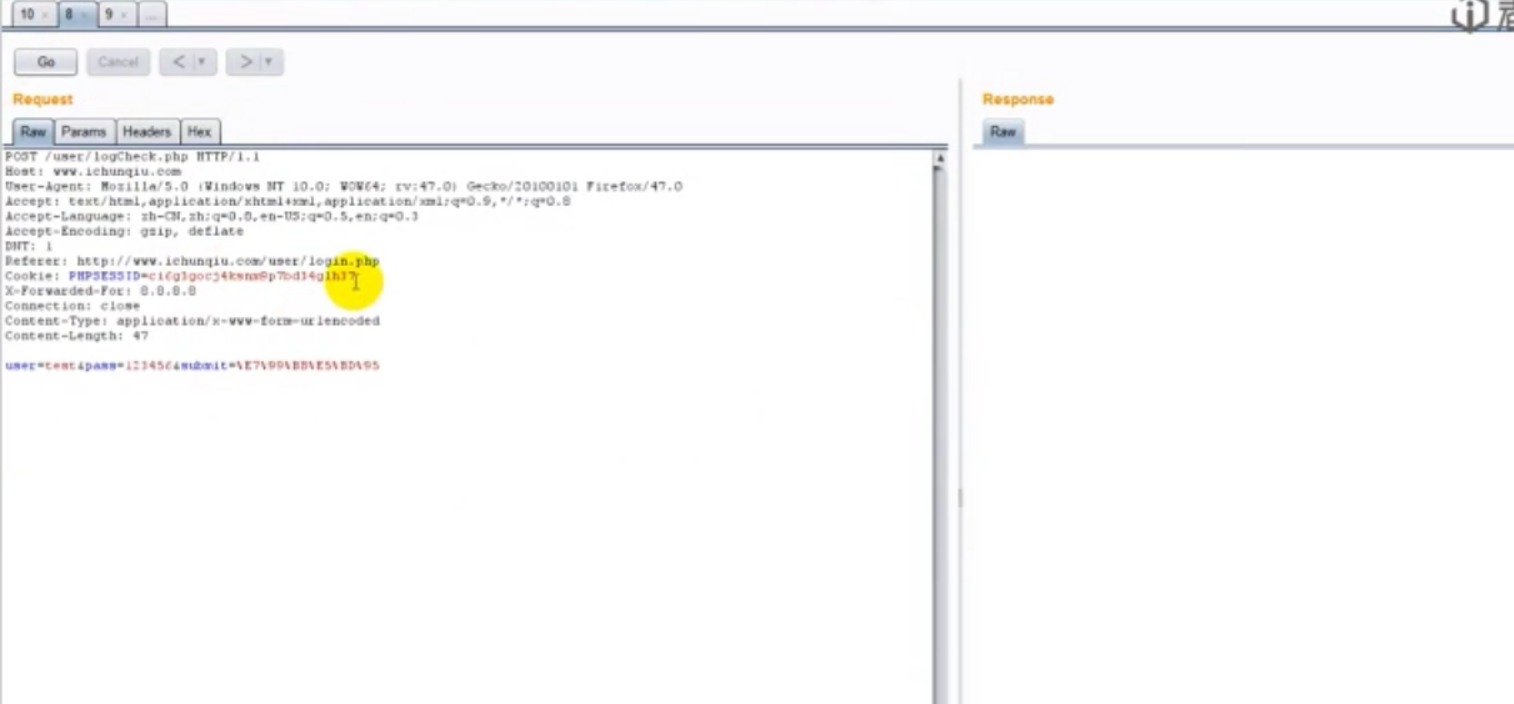 10 × 8 × 9 × ...
Go Cancel < ▾ > ▾
Request
Raw Params Headers Hex
POST /user/logCheck.php HTTP/1.1
Host: www.ichunqiu.com
User-Agent: Mozilla/5.0 (Windows NT 10.0; WOW64; rv:47.0) Gecko/20100101 Firefox/47.0
Accept: text/html,application/xhtml+xml,application/xml;q=0.9,*/*;q=0.8
Accept-Language: zh-CN,zh;q=0.8,en-US;q=0.5,en;q=0.3
Accept-Encoding: gzip, deflate
DNT: 1
Referer: http://www.ichunqiu.com/user/login.php
Cookie: PHPSESSID=
X-Forwarded-For: 8.8.8.8
Connection: close
Content-Type: application/x-www-form-urlencoded
Content-Length: 47
user=test&pass=123456&submit=%E7%99%BB%E5%BD%95
Response
Raw